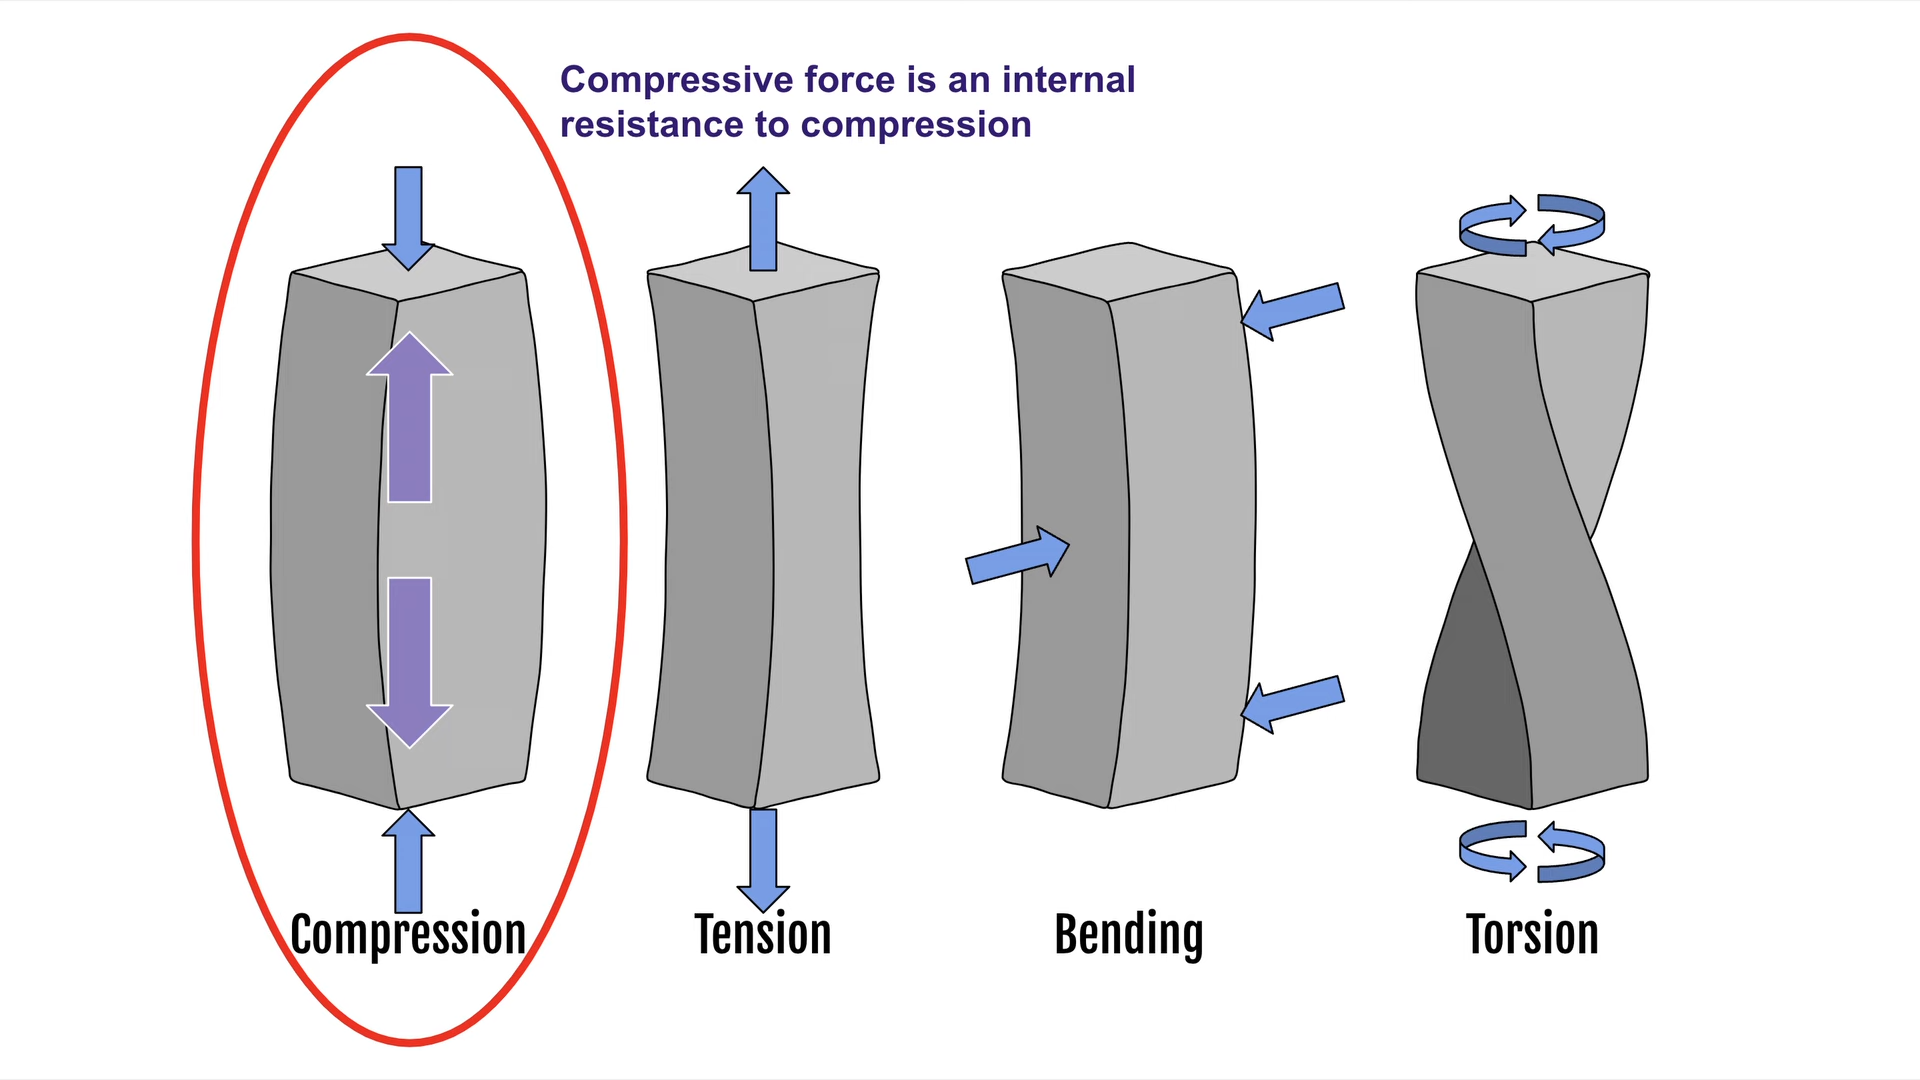 Compressive force is an internal
resistance to compression
Compression
Tension
Bending
Torsion